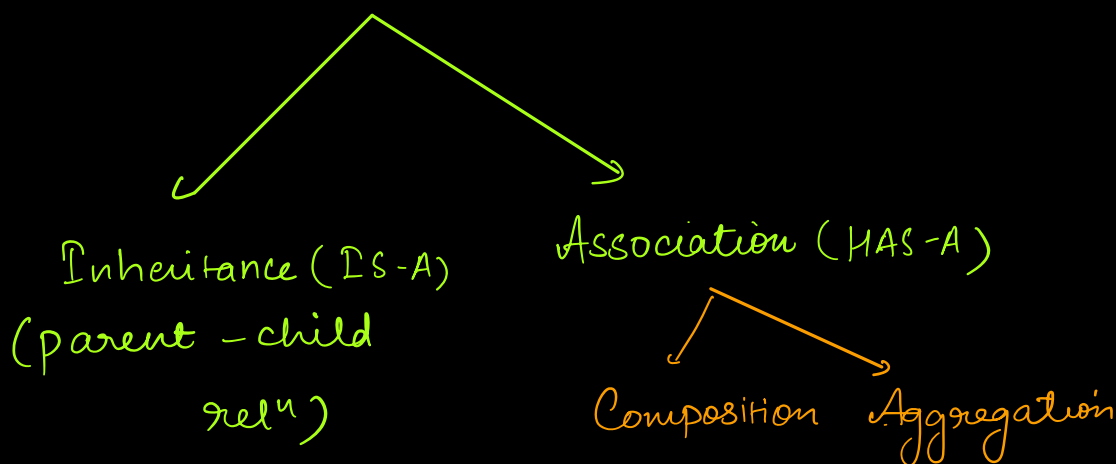 Inheritance (IS-A)
(parent - child
relⁿ)
Association (HAS-A)
Composition Aggregation